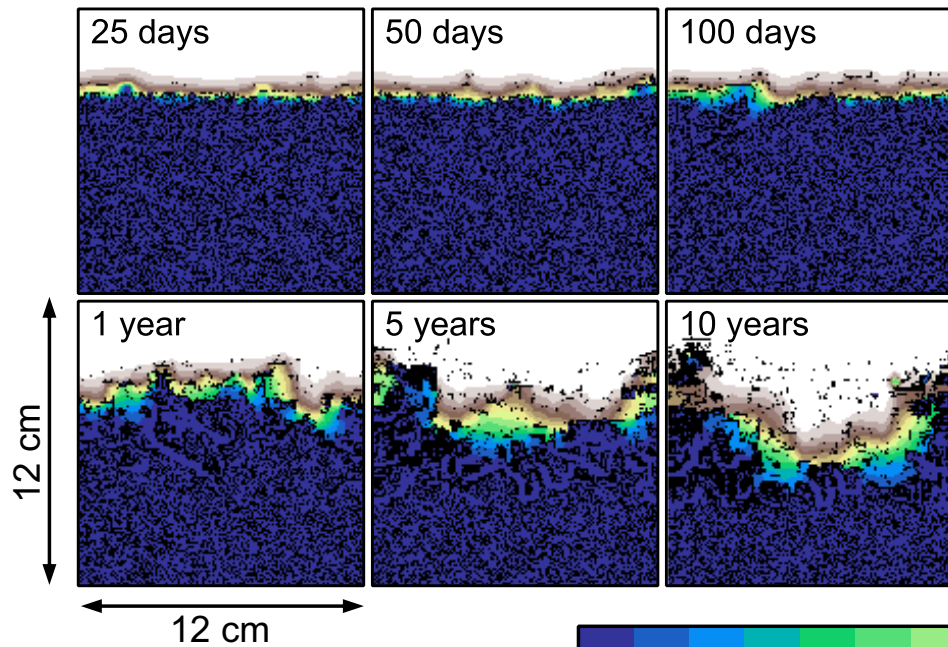 25 days
50 days
100 days
1 year
5 years
10 years
12 cm
12 cm